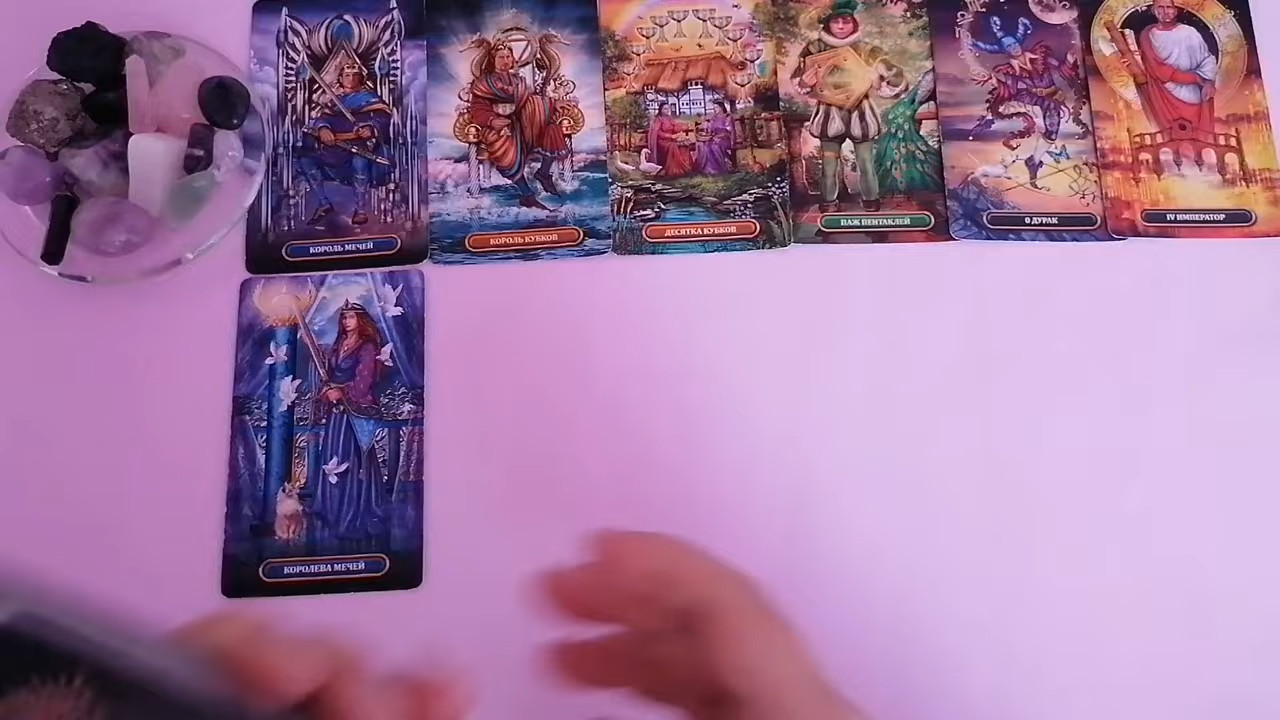 КОРОЛЬ МЕЧЕЙ
КОРОЛЬ КУБКОВ
ДЕСЯТКА КУБКОВ
ПАЖ ПЕНТАКЛЕЙ
0 ДУРАК
IV ИМПЕРАТОР
КОРОЛЕВА МЕЧЕЙ